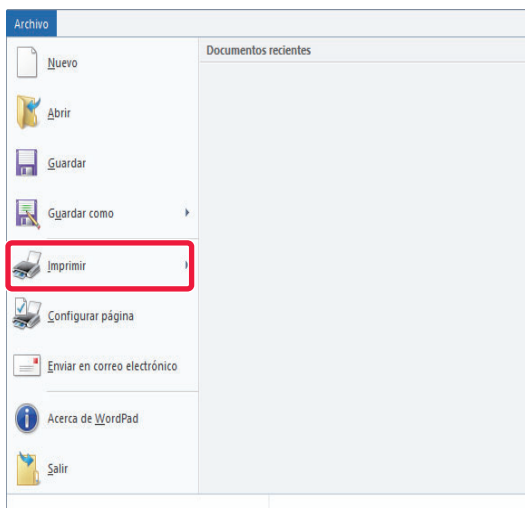 Archivo
Documentos recientes
Nuevo
Abrir
Guardar
Guardar como
Imprimir
Configurar página
Enviar en correo electrónico
Acerca de WordPad
Salir